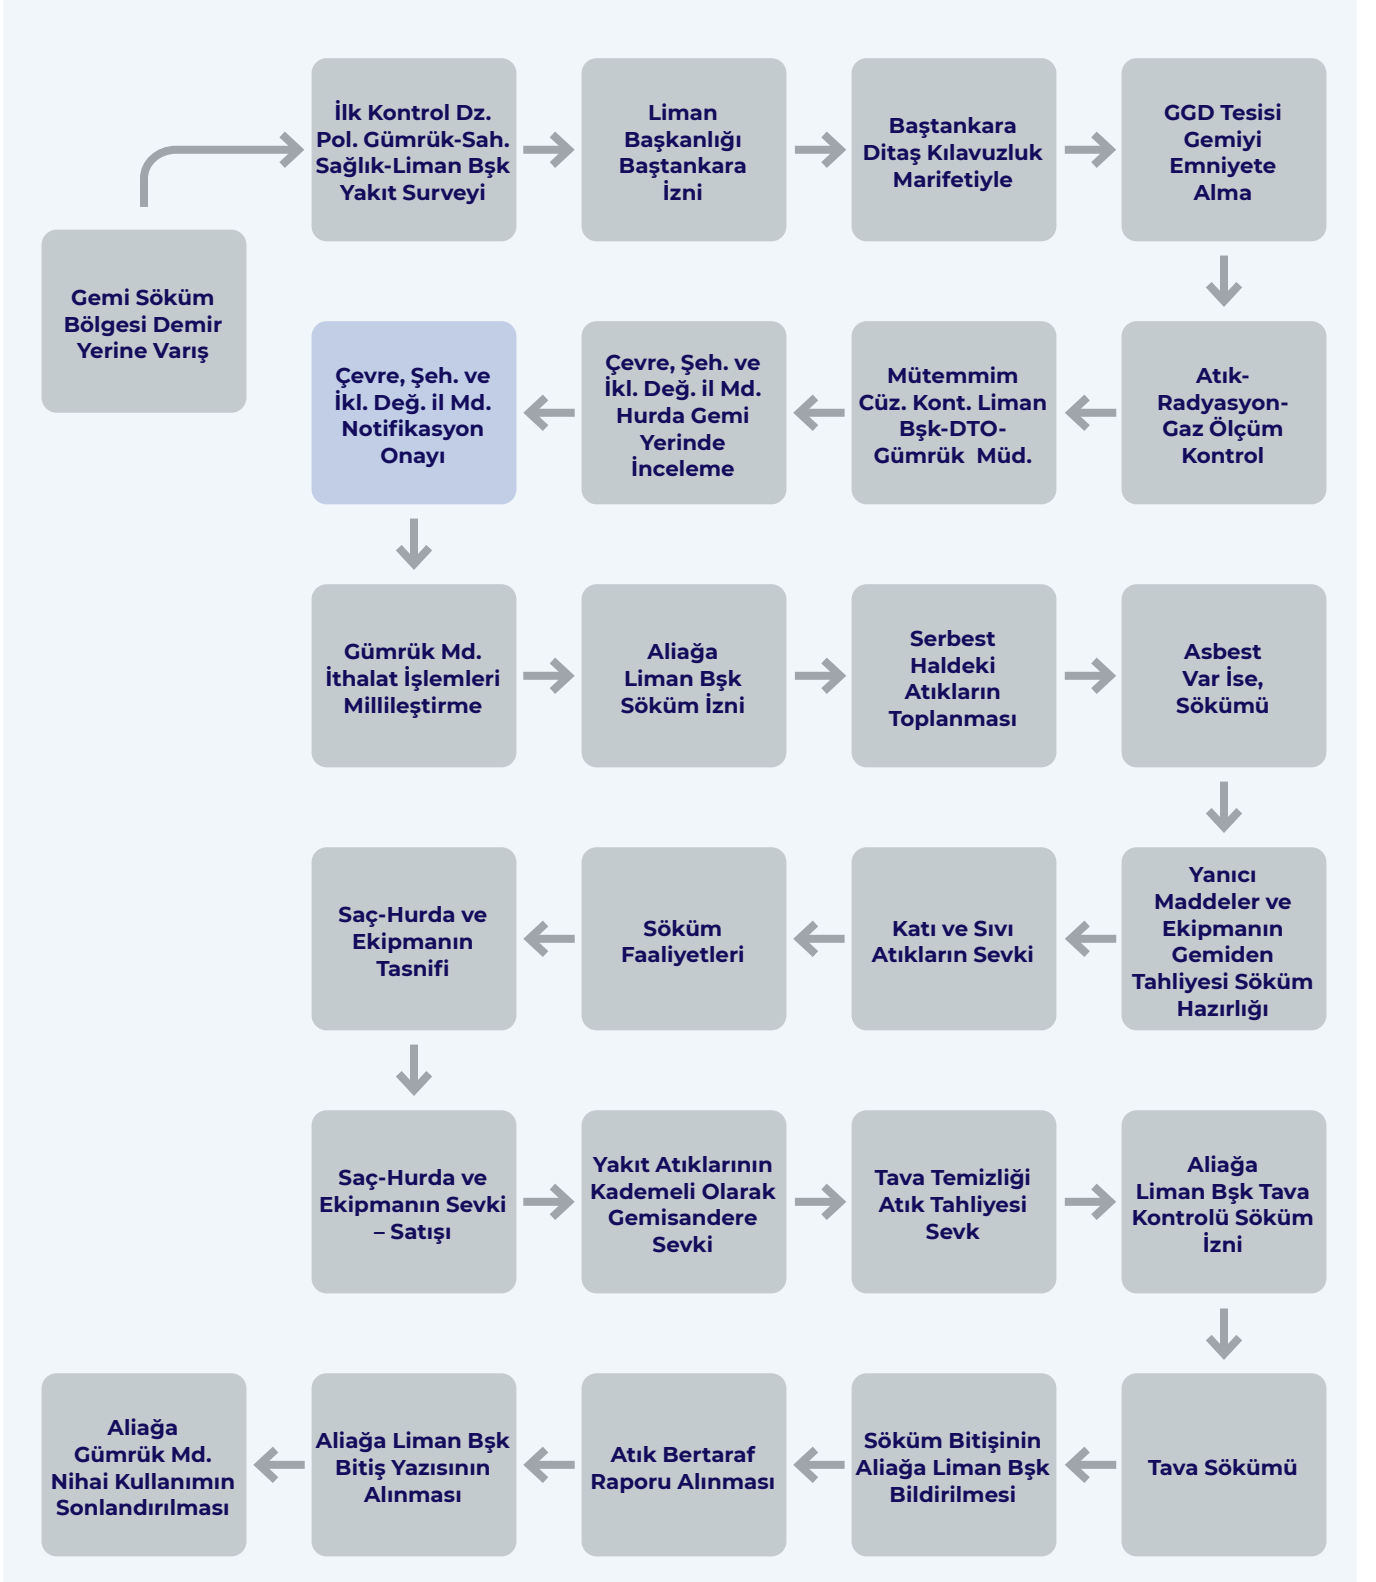 Gemi Söküm
Bölgesi Demir
Yerine Varış
İlk Kontrol Dz.
Pol. Gümrük-Sah.
Sağlık-Liman Bşk
Yakıt Surveyi
Liman
Başkanlığı
Baştankara
İzni
Baştankara
Ditaş Kılavuzluk
Marifetiyle
GGD Tesisi
Gemiyi
Emniyete
Alma
Atık-
Radyasyon-
Gaz Ölçüm
Kontrol
Mütemmim
Cüz. Kont. Liman
Bşk-DTO-
Gümrük  Müd.
Çevre, Şeh. ve
İkl. Değ. il Md.
Hurda Gemi
Yerinde
İnceleme
Çevre, Şeh. ve
İkl. Değ. il Md.
Notifikasyon
Onayı
Gümrük Md.
İthalat İşlemleri
Millileştirme
Aliağa
Liman Bşk
Söküm İzni
Serbest
Haldeki
Atıkların
Toplanması
Asbest
Var İse,
Sökümü
Yanıcı
Maddeler ve
Ekipmanın
Gemiden
Tahliyesi Söküm
Hazırlığı
Katı ve Sıvı
Atıkların Sevki
Söküm
Faaliyetleri
Saç-Hurda ve
Ekipmanın
Tasnifi
Saç-Hurda ve
Ekipmanın Sevki
– Satışı
Yakıt Atıklarının
Kademeli Olarak
Gemisandere
Sevki
Tava Temizliği
Atık Tahliyesi
Sevk
Aliağa
Liman Bşk Tava
Kontrolü Söküm
İzni
Tava Sökümü
Söküm Bitişinin
Aliağa Liman Bşk
Bildirilmesi
Atık Bertaraf
Raporu Alınması
Aliağa Liman Bşk
Bitiş Yazısının
Alınması
Aliağa
Gümrük Md.
Nihai Kullanımın
Sonlandırılması